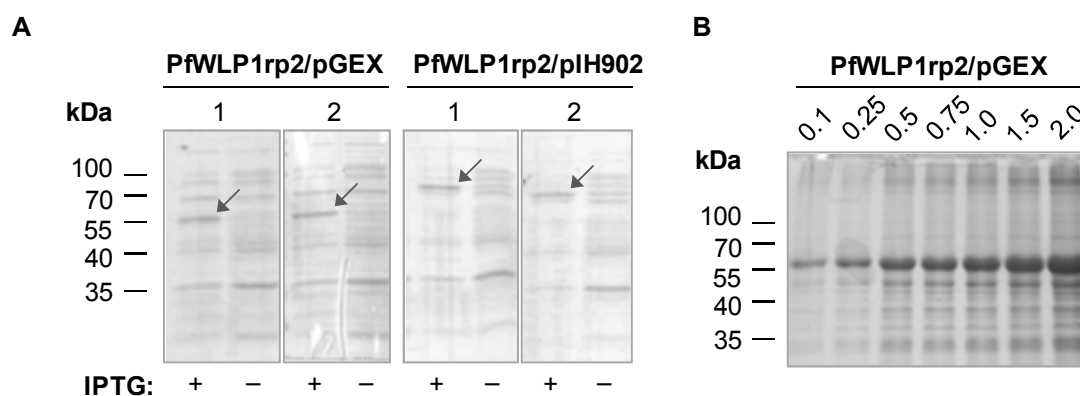 A
PfWLP1rp2/pGEX PfWLP1rp2/pIH902
kDa 1 2 1 2
100
70
55
40
35
IPTG: + – + – + – + –
B
PfWLP1rp2/pGEX
0.1 0.25 0.5 0.75 1.0 1.5 2.0
kDa
100
70
55
40
35